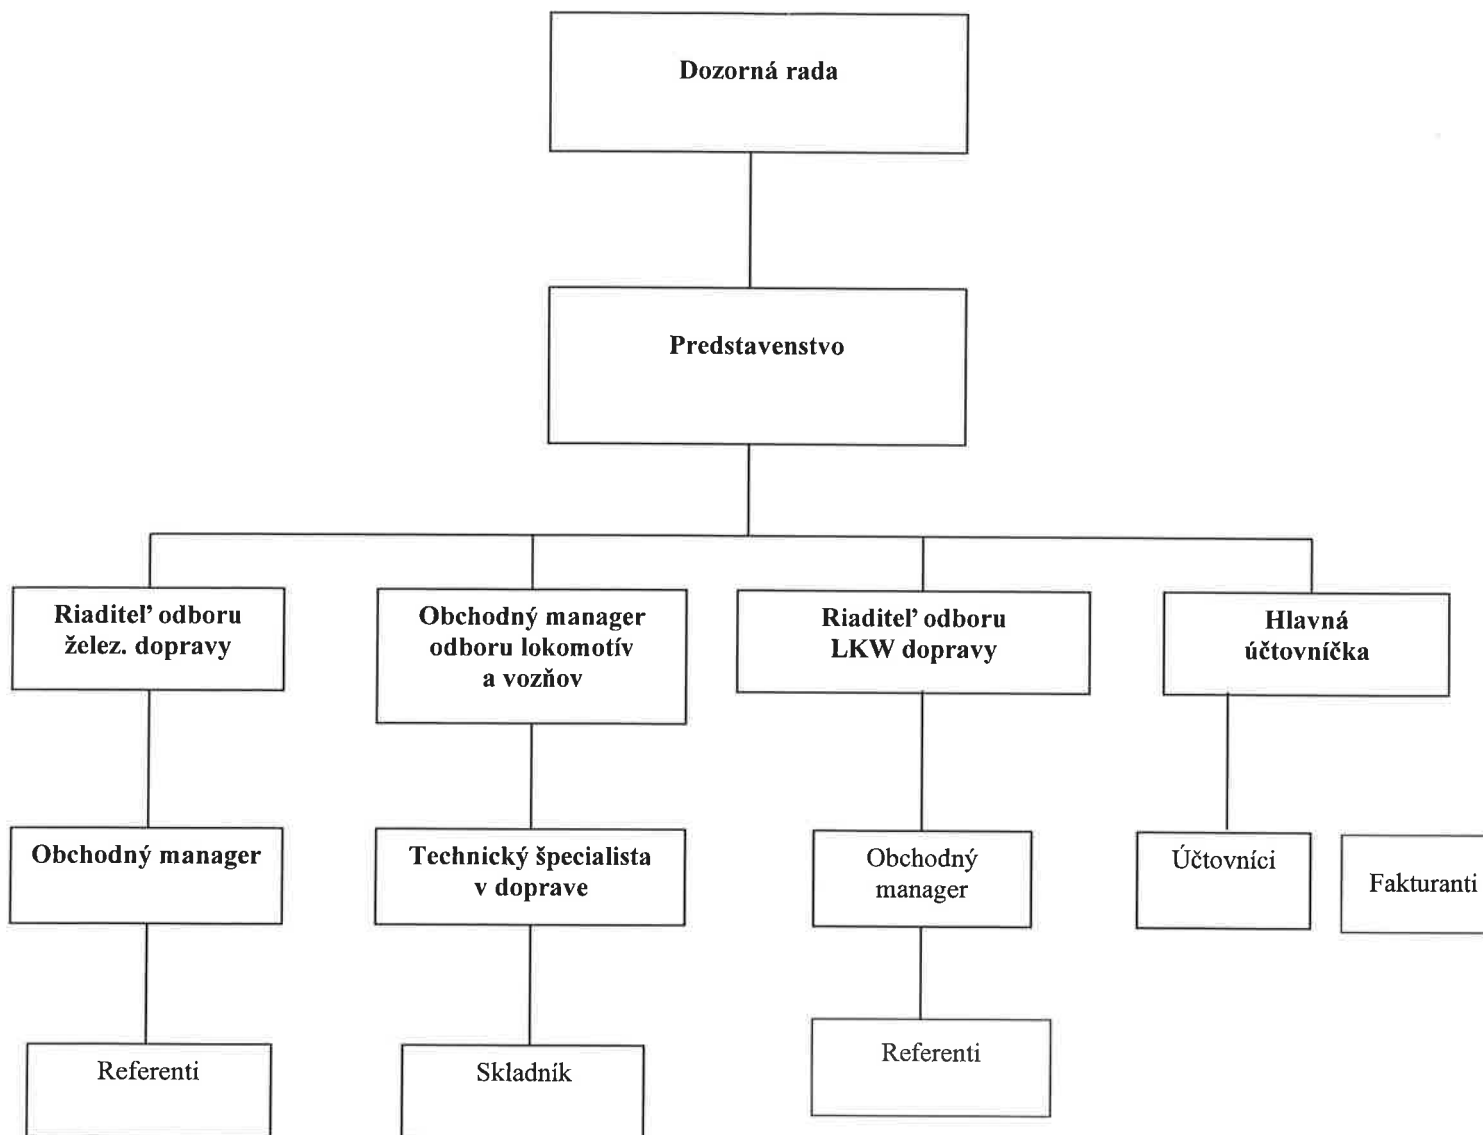 Dozorná rada
Predstavenstvo
Riaditeľ odboru
želez. dopravy
Obchodný manager
odboru lokomotív
a vozňov
Riaditeľ odboru
LKW dopravy
Hlavná
účtovníčka
Obchodný manager
Technický špecialista
v doprave
Obchodný
manager
Účtovníci
Fakturanti
Referenti
Skladník
Referenti